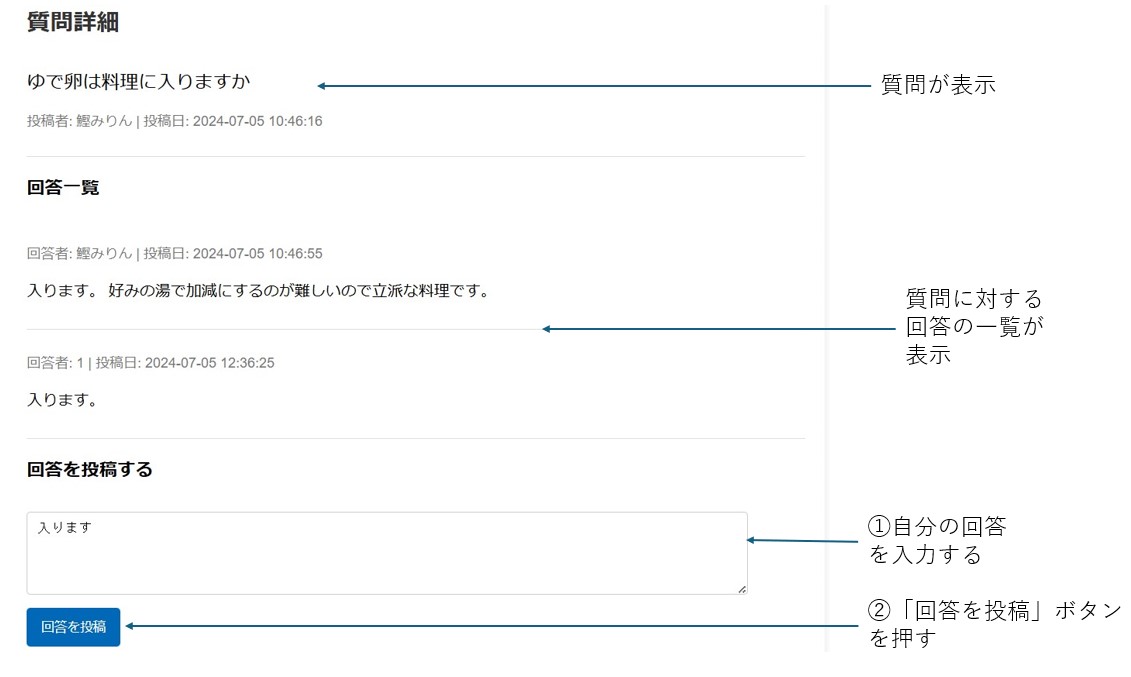 質問詳細
ゆで卵は料理に入りますか
質問が表示
投稿者: 鰹みりん | 投稿日: 2024-07-05 10:46:16
回答一覧
回答者: 鰹みりん | 投稿日: 2024-07-05 10:46:55
入ります。 好みの湯で加減にするのが難しいので立派な料理です。
質問に対する
回答の一覧が
表示
回答者: 1 | 投稿日: 2024-07-05 12:36:25
入ります。
回答を投稿する
入ります
①自分の回答
を入力する
回答を投稿
②「回答を投稿」ボタン
を押す